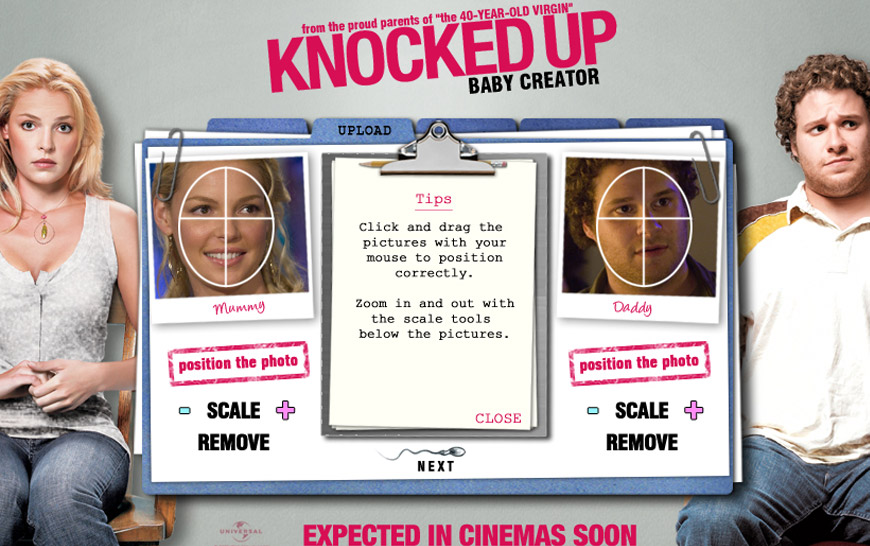 from the proud parents of "the 40-YEAR-OLD VIRGIN"
KNOCKED UP
BABY CREATOR
UPLOAD
Tips
Click and drag the
pictures with your
mouse to position
correctly.
Zoom in and out with
the scale tools
below the pictures.
CLOSE
Mummy
Daddy
position the photo
position the photo
- SCALE +
- SCALE +
REMOVE
REMOVE
NEXT
UNIVERSAL
EXPECTED IN CINEMAS SOON